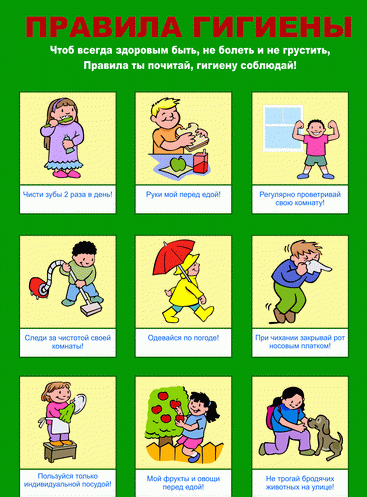 ПРАВИЛА ГИГИЕНЫ
Чтоб всегда здоровым быть, не болеть и не грустить,
Правила ты почитай, гигиену соблюдай!
Чисти зубы 2 раза в день!
Руки мой перед едой!
Регулярно проветривай
свою комнату!
Следи за чистотой своей
комнаты!
Одевайся по погоде!
При чихании закрывай рот
носовым платком!
Пользуйся только
индивидуальной посудой!
Мой фрукты и овощи
перед едой!
Не трогай бродячих
животных на улице!